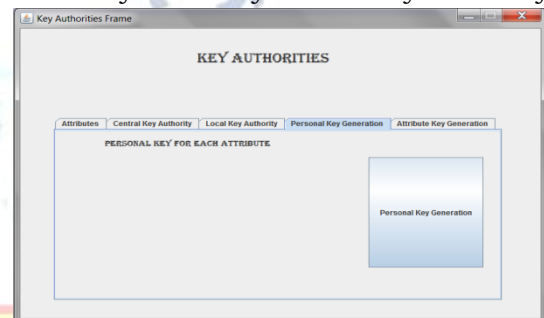 Key Authorities Frame
KEY AUTHORITIES
Attributes Central Key Authority Local Key Authority Personal Key Generation Attribute Key Generation
PERSONAL KEY FOR EACH ATTRIBUTE
Personal Key Generation